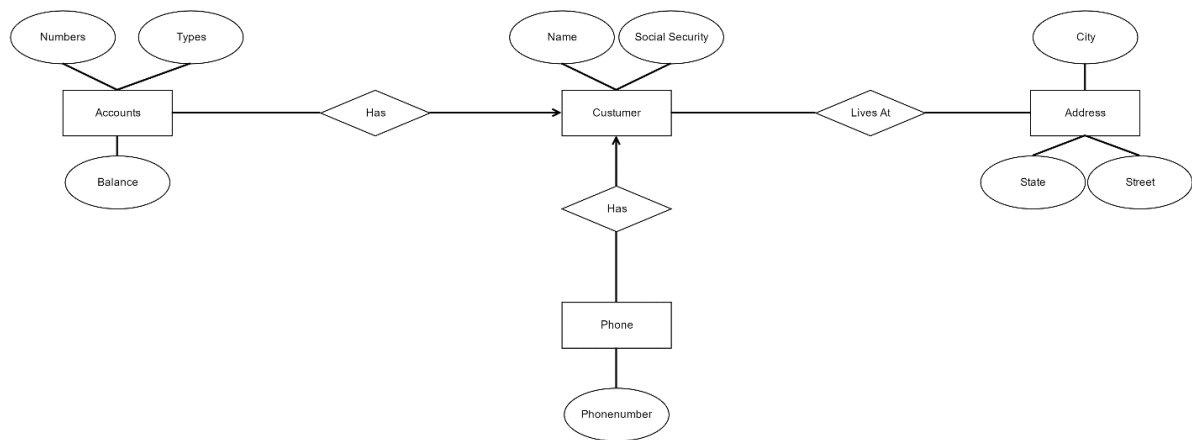 Numbers
Types
Name
Social Security
City
Accounts
Has
Custumer
Lives At
Address
Balance
Has
State
Street
Phone
Phonenumber